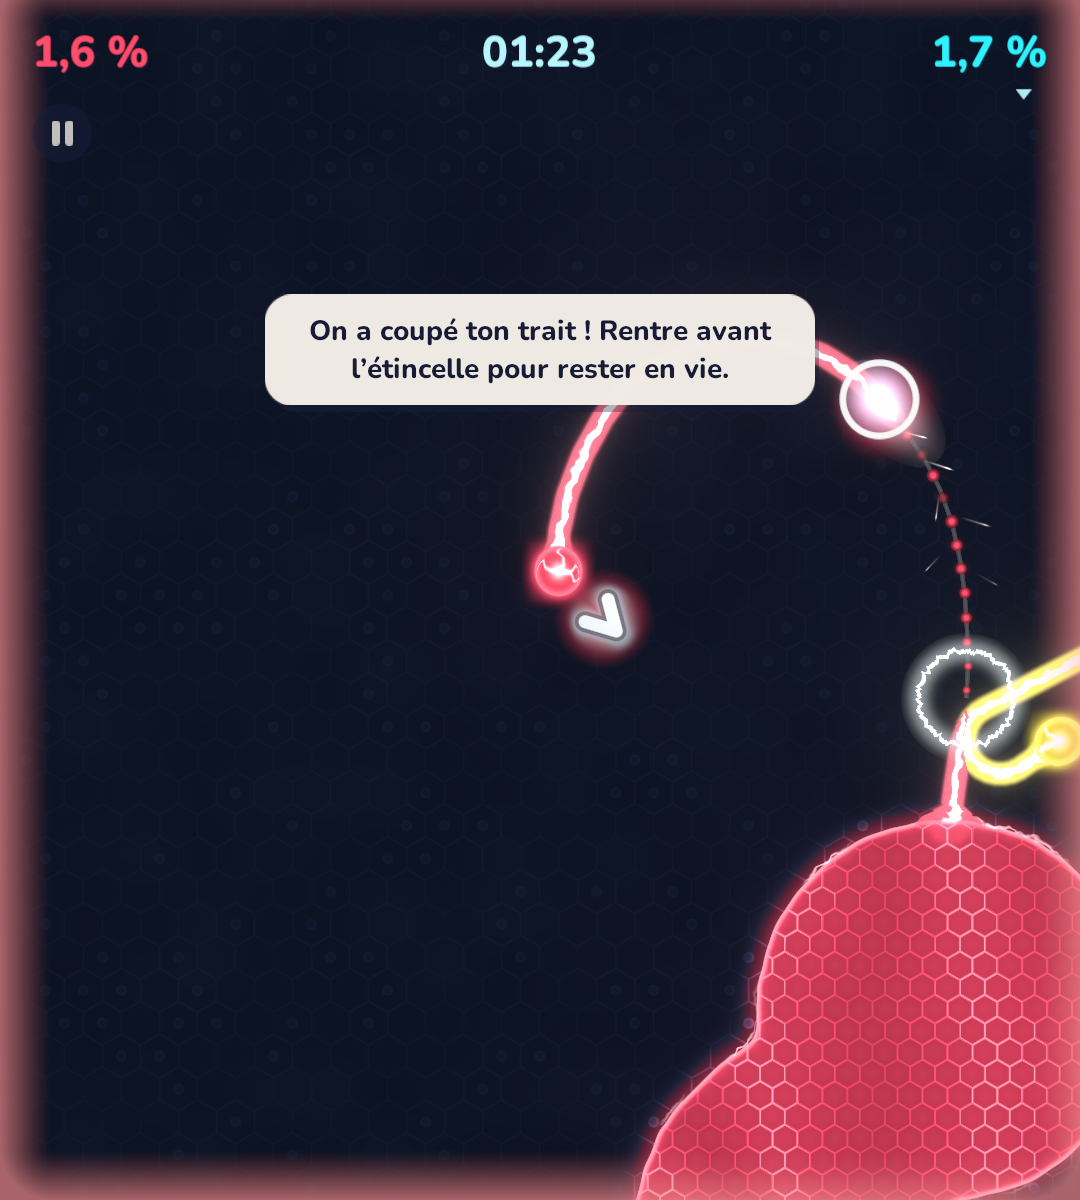 1,6 %
01:23
1,7 %
On a coupé ton trait ! Rentre avant
l’étincelle pour rester en vie.